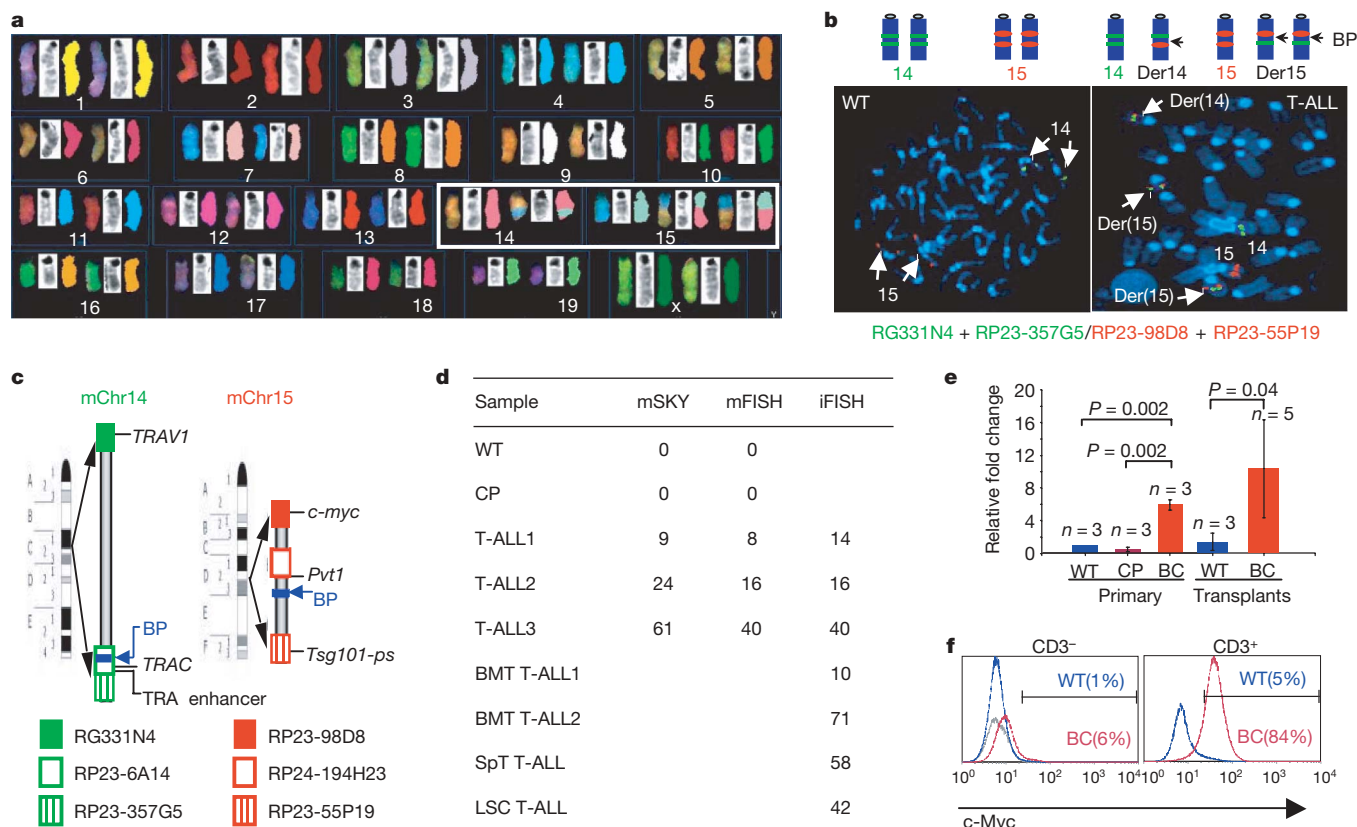 a
1 2 3 4 5
6 7 8 9 10
11 12 13 14 15
16 17 18 19 X Y
b
14 15 14 Der14 15 Der15 BP
WT
14
15
T-ALL
Der(14)
Der(15)
15 14
Der(15)
RG331N4 + RP23-357G5/RP23-98D8 + RP23-55P19
c
mChr14
TRAV1
BP
TRAC
TRA enhancer
mChr15
c-myc
Pvt1
BP
Tsg101-ps
A
B
C
D
E
A
B
C
D
E
F
RG331N4
RP23-6A14
RP23-357G5
RP23-98D8
RP24-194H23
RP23-55P19
d
Sample mSKY mFISH iFISH
WT 0 0
CP 0 0
T-ALL1 9 8 14
T-ALL2 24 16 16
T-ALL3 61 40 40
BMT T-ALL1 10
BMT T-ALL2 71
SpT T-ALL 58
LSC T-ALL 42
e
Relative fold change
20
16
12
8
4
0
P = 0.002
P = 0.002
P = 0.04
n = 3 n = 3 n = 3 n = 3 n = 5
WT CP BC WT BC
Primary Transplants
f
CD3⁻
WT(1%)
BC(6%)
10⁰ 10¹ 10² 10³ 10⁴
CD3⁺
WT(5%)
BC(84%)
10⁰ 10¹ 10² 10³ 10⁴
c-Myc